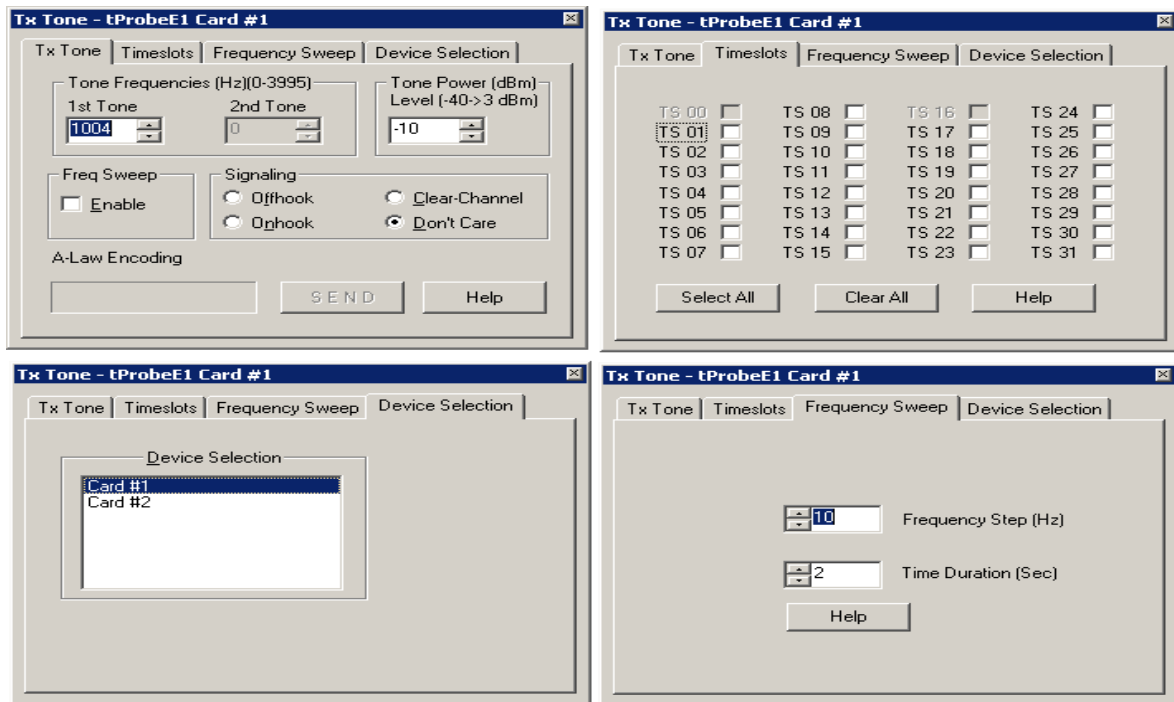 Tx Tone - tProbeE1 Card #1
Tx Tone Timeslots Frequency Sweep Device Selection
Tone Frequencies (Hz)(0-3995)
1st Tone 2nd Tone
1004 0
Tone Power (dBm)
Level (-40->3 dBm)
-10
Freq Sweep
Enable
Signaling
Offhook Clear-Channel
Onhook Don't Care
A-Law Encoding
SEND Help
Tx Tone - tProbeE1 Card #1
Tx Tone Timeslots Frequency Sweep Device Selection
TS 00 TS 08 TS 16 TS 24
TS 01 TS 09 TS 17 TS 25
TS 02 TS 10 TS 18 TS 26
TS 03 TS 11 TS 19 TS 27
TS 04 TS 12 TS 20 TS 28
TS 05 TS 13 TS 21 TS 29
TS 06 TS 14 TS 22 TS 30
TS 07 TS 15 TS 23 TS 31
Select All Clear All Help
Tx Tone - tProbeE1 Card #1
Tx Tone Timeslots Frequency Sweep Device Selection
Device Selection
Card #1
Card #2
Tx Tone - tProbeE1 Card #1
Tx Tone Timeslots Frequency Sweep Device Selection
10 Frequency Step (Hz)
2 Time Duration (Sec)
Help